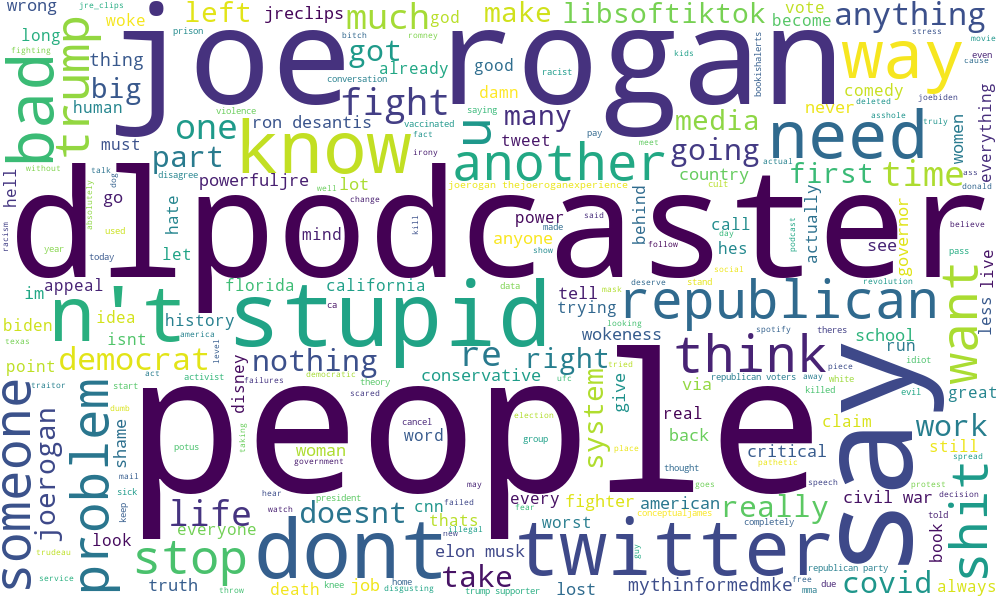 joe rogan
dlpodcaster
people
say
stupid
n't
dont
twitter
know
need
another
way
republican
think
want
bad
trump
much
left
jreclips
got
already
fight
good
make
libsoftiktok
vote
become
anything
wrong
jre_clips
woke
god
long
fighting
thing
big
human
must
prison
bitch
romney
conversation
racist
kids
bookishalerts
stress
movie
even
cause
damn
comedy
deleted
joebiden
never
asshole
truly
one
part
ron desantis
violence
vaccinated
saying
fact
irony
u
many
tweet
pay
meet
media
going
country
actual
cult
first
time
women
everything
ass
donald
believe
without
talk
dog
disagree
powerfuljre
well
lot
change
joerogan thejoeroganexperience
hell
racism
absolutely
go
used
hate
mind
kill
power
made
said
anyone
show
behind
follow
call
day
hes
podcast
actually
see
governor
pass
year
today
let
im
appeal
florida
california
data
tell
trying
mask
deserve
social
stand
revolution
less
live
biden
texas
idea
isnt
history
america
ca
level
looking
wokeness
spotify
theres
school
run
idiot
point
democrat
nothing
re
right
act
activist
disney
failures
democratic
theory
scared
conservative
ufc
tried
system
give
via
republican voters
away
piece
white
killed
evil
great
someone
joerogan
traitor
problem
start
dumb
shame
cancel
word
election
group
place
real
back
thought
claim
critical
pathetic
work
still
spread
potus
taking
woman
government
look
mail
sick
keep
life
everyone
hear
watch
president
doesnt
fear
cnn
failed
thats
may
new
illegal
every
fighter
worst
conceptualjanes
american
goes
really
completely
speech
civil war
protest
decision
told
book
shit
trudeau
service
stop
truth
throw
death
knee
job
home
disgusting
take
elon musk
trump supporter
lost
guy
mythinformedmke
republican party
free
mma
due
covid
always